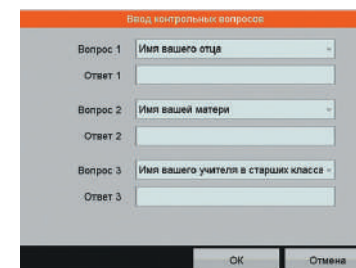 Ввод контрольных вопросов
Вопрос 1 Имя вашего отца
Ответ 1
Вопрос 2 Имя вашей матери
Ответ 2
Вопрос 3 Имя вашего учителя в старших класса
Ответ 3
ОК Отмена